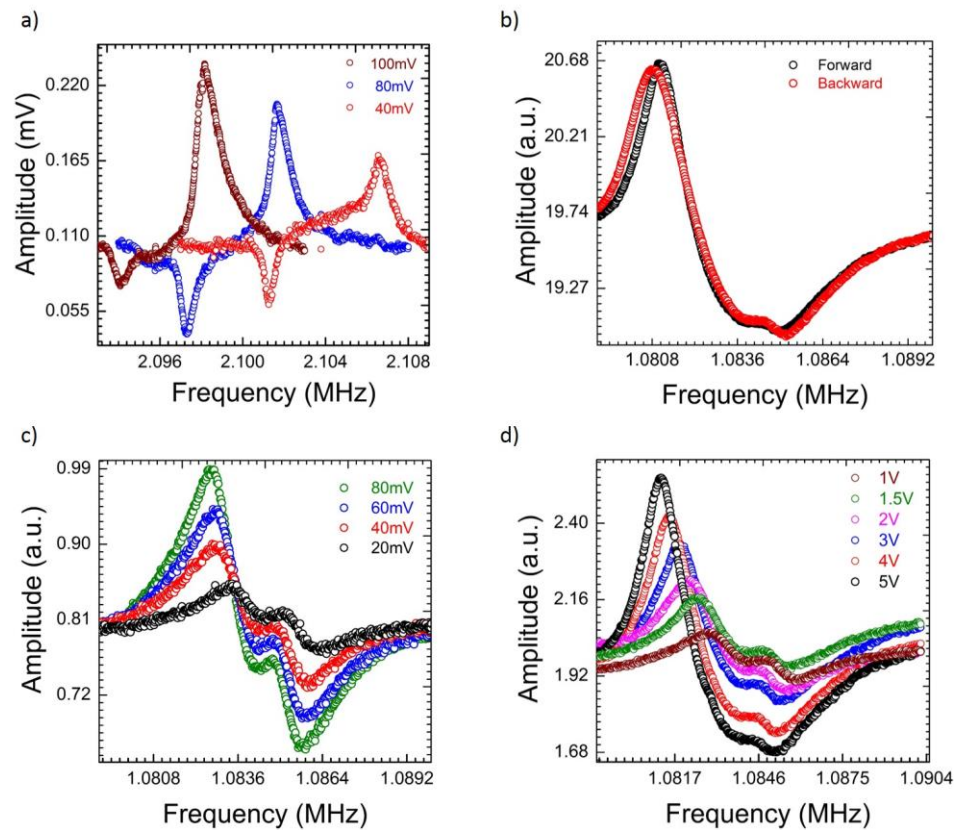 a)
100mV
80mV
40mV
0.220
0.165
0.110
0.055
Amplitude (mV)
2.096 2.100 2.104 2.108
Frequency (MHz)
b)
Forward
Backward
20.68
20.21
19.74
19.27
Amplitude (a.u.)
1.0808 1.0836 1.0864 1.0892
Frequency (MHz)
c)
80mV
60mV
40mV
20mV
0.99
0.90
0.81
0.72
Amplitude (a.u.)
1.0808 1.0836 1.0864 1.0892
Frequency (MHz)
d)
1V
1.5V
2V
3V
4V
5V
2.40
2.16
1.92
1.68
Amplitude (a.u.)
1.0817 1.0846 1.0875 1.0904
Frequency (MHz)